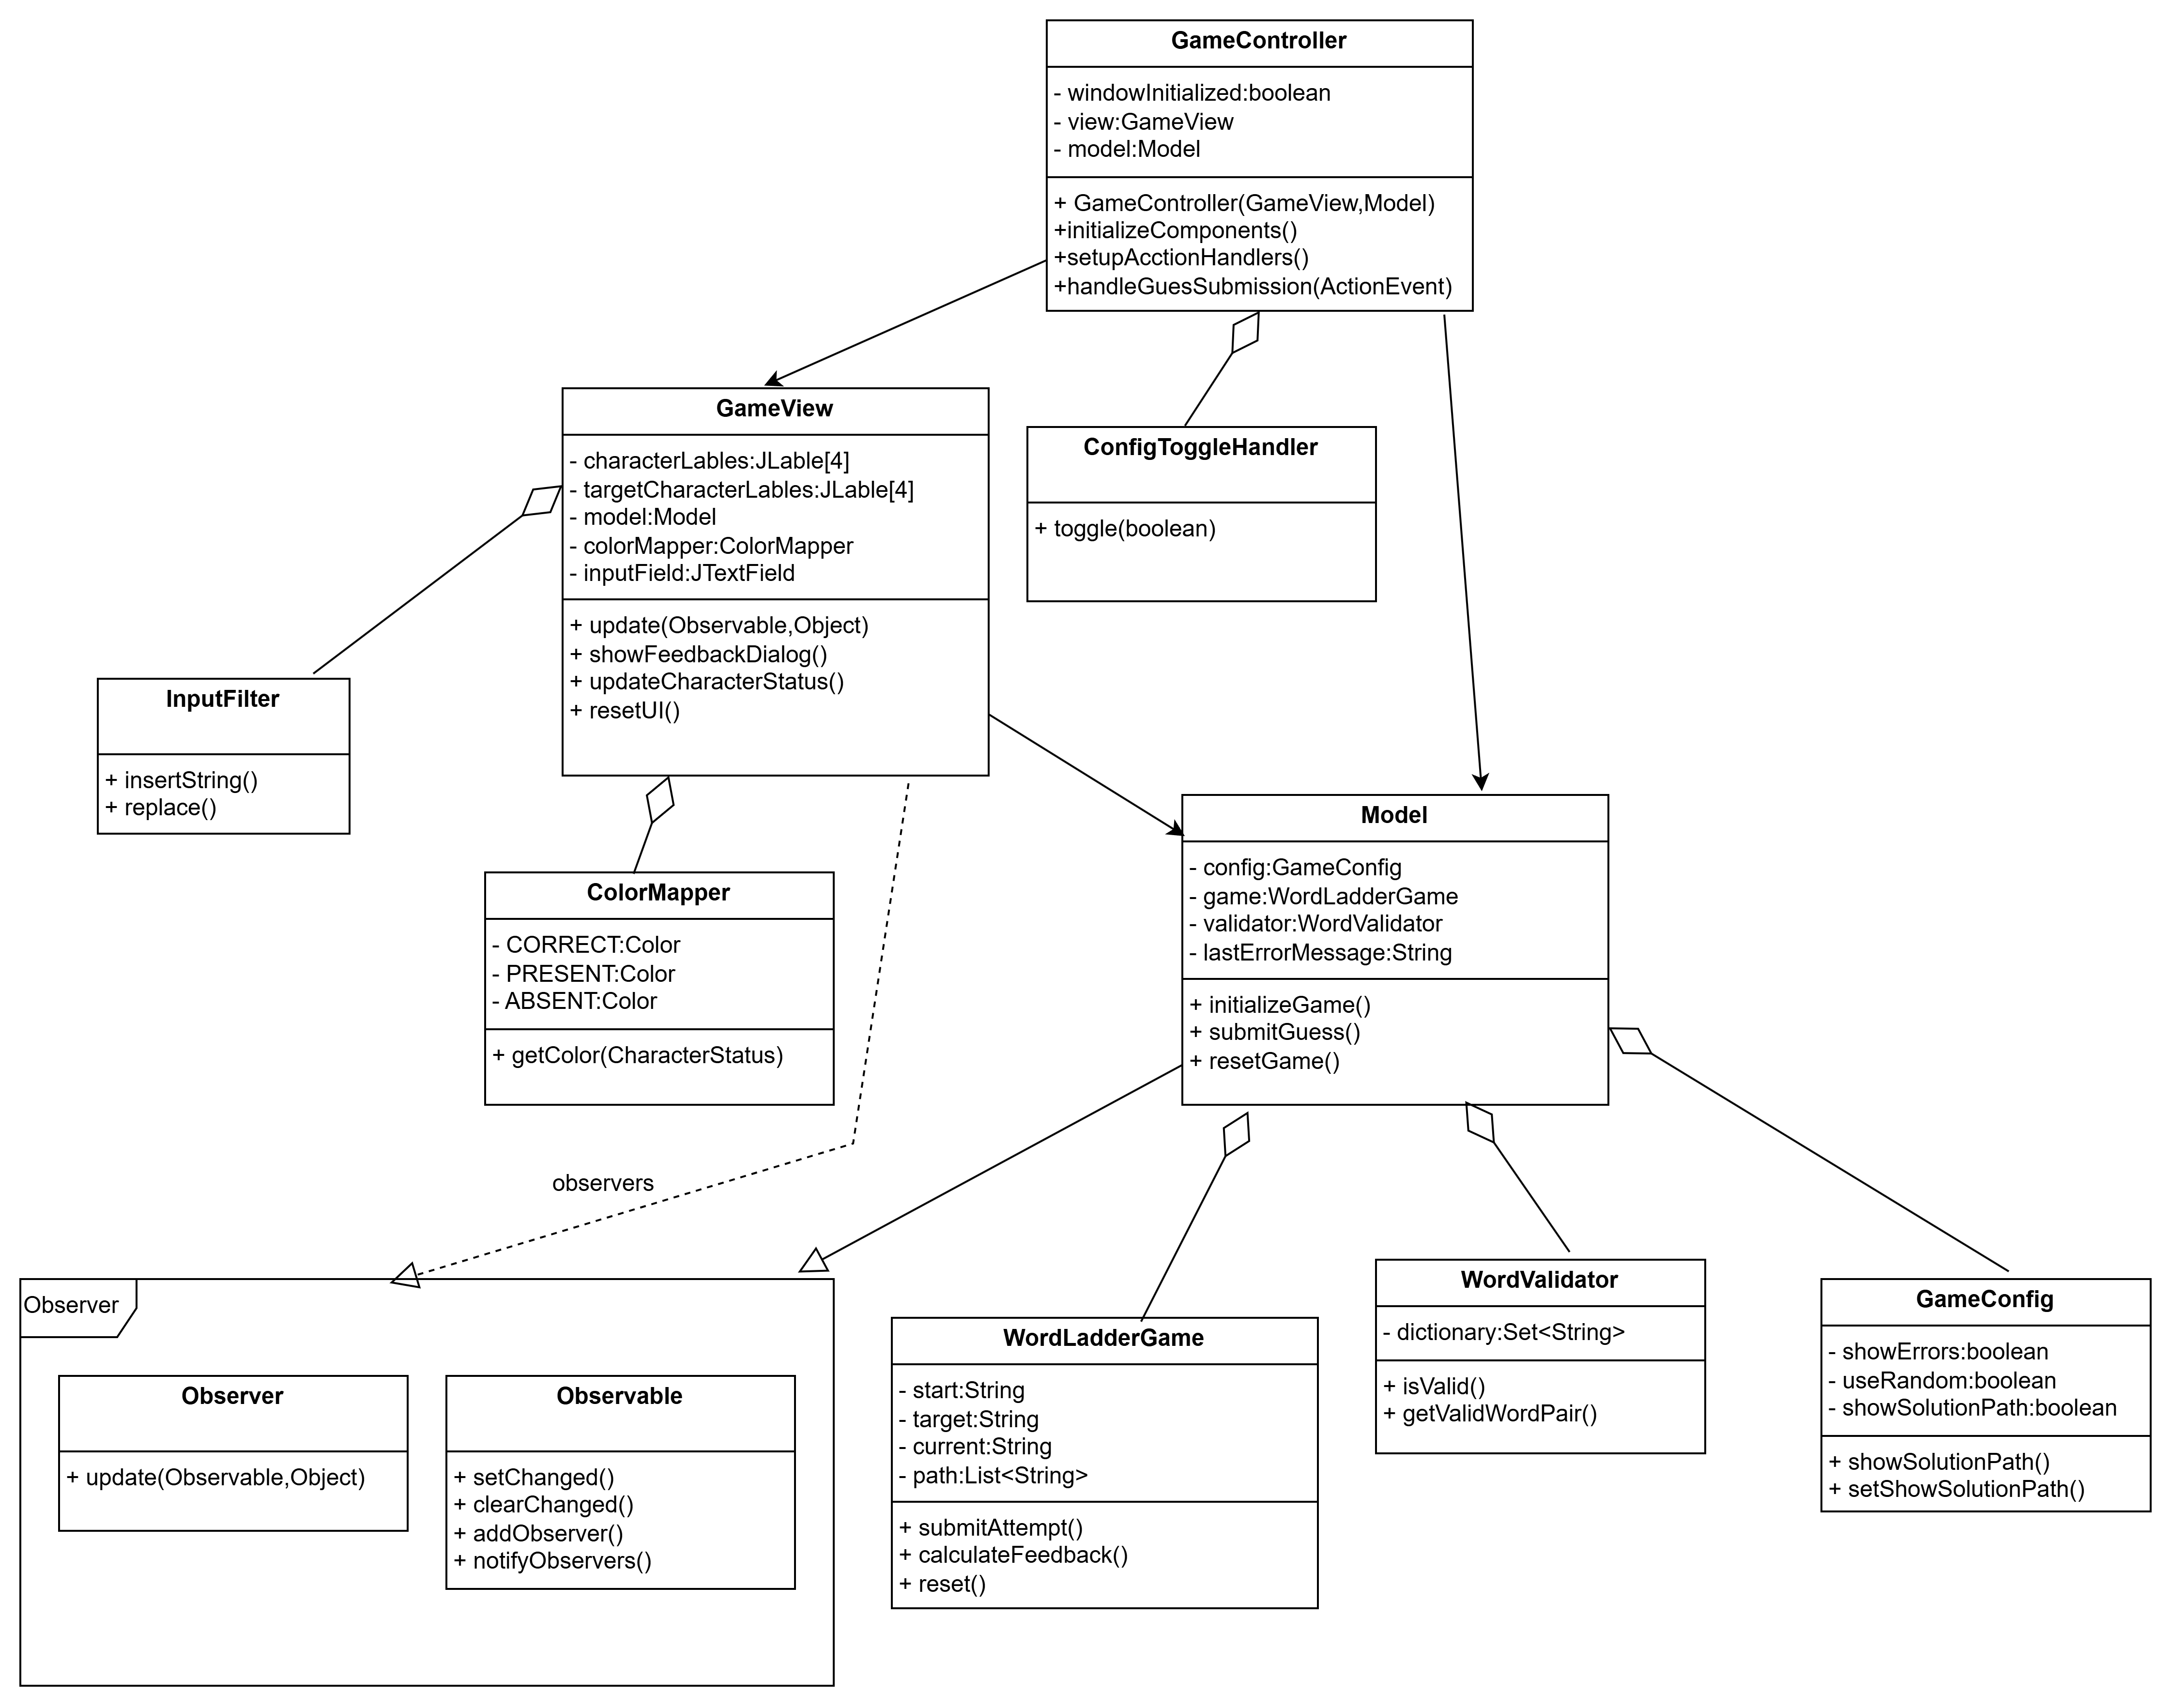 GameController
- windowInitialized:boolean
- view:GameView
- model:Model
+ GameController(GameView,Model)
+initializeComponents()
+setupAcctionHandlers()
+handleGuesSubmission(ActionEvent)
GameView
- characterLables:JLable[4]
- targetCharacterLables:JLable[4]
- model:Model
- colorMapper:ColorMapper
- inputField:JTextField
+ update(Observable,Object)
+ showFeedbackDialog()
+ updateCharacterStatus()
+ resetUI()
ConfigToggleHandler
+ toggle(boolean)
InputFilter
+ insertString()
+ replace()
ColorMapper
- CORRECT:Color
- PRESENT:Color
- ABSENT:Color
+ getColor(CharacterStatus)
Model
- config:GameConfig
- game:WordLadderGame
- validator:WordValidator
- lastErrorMessage:String
+ initializeGame()
+ submitGuess()
+ resetGame()
observers
Observer
Observer
+ update(Observable,Object)
Observable
+ setChanged()
+ clearChanged()
+ addObserver()
+ notifyObservers()
WordLadderGame
- start:String
- target:String
- current:String
- path:List<String>
+ submitAttempt()
+ calculateFeedback()
+ reset()
WordValidator
- dictionary:Set<String>
+ isValid()
+ getValidWordPair()
GameConfig
- showErrors:boolean
- useRandom:boolean
- showSolutionPath:boolean
+ showSolutionPath()
+ setShowSolutionPath()